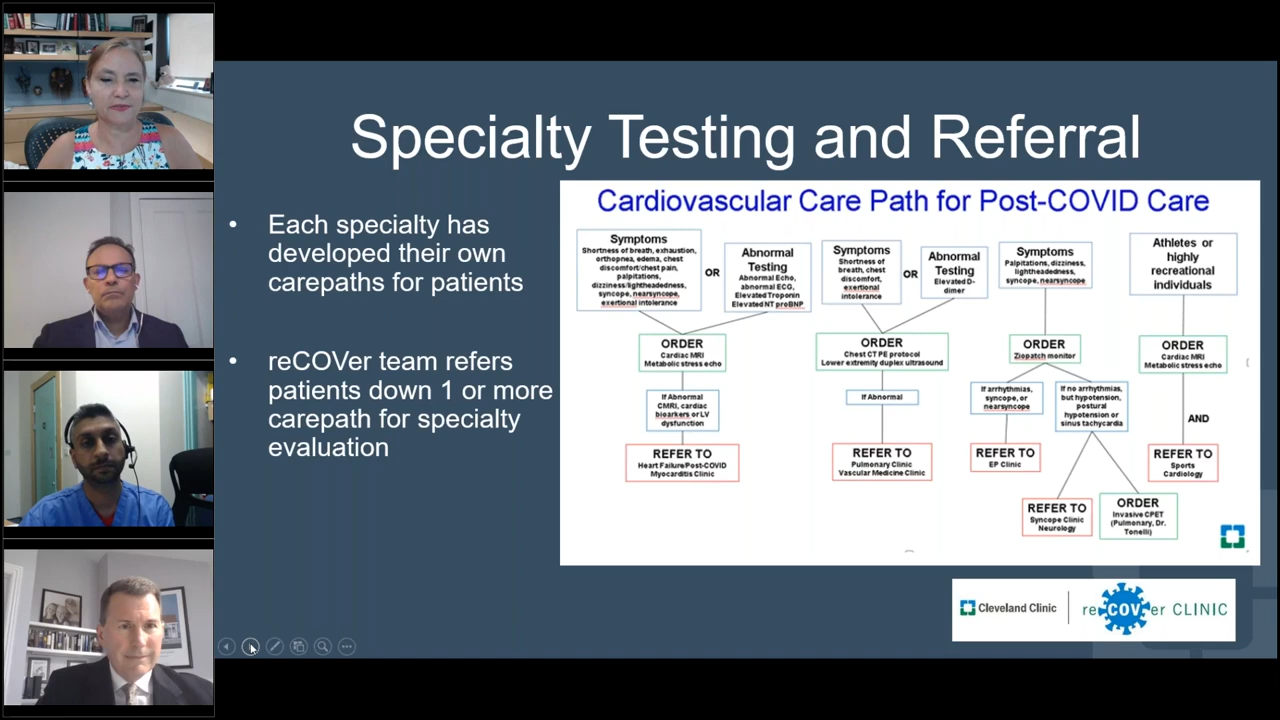 Specialty Testing and Referral
• Each specialty has
developed their own
carepaths for patients
• reCOVer team refers
patients down 1 or more
carepath for specialty
evaluation
Cardiovascular Care Path for Post-COVID Care
Symptoms
Shortness of breath, exhaustion,
orthopnea, edema, chest
discomfort/chest pain,
palpitations,
dizziness/lightheadedness,
syncope, nearsyncope,
exertional intolerance
OR
Abnormal
Testing
Abnormal Echo,
abnormal ECG,
Elevated Troponin
Elevated NT proBNP
ORDER
Cardiac MRI
Metabolic stress echo
If Abnormal
CMRI, cardiac
bioarkers or LV
dysfunction
REFER TO
Heart Failure/Post-COVID
Myocarditis Clinic
Symptoms
Shortness of
breath, chest
discomfort,
exertional
intolerance
OR
Abnormal
Testing
Elevated D-
dimer
ORDER
Chest CT PE protocol
Lower extremity duplex ultrasound
If Abnormal
REFER TO
Pulmonary Clinic
Vascular Medicine Clinic
Symptoms
Palpitations, dizziness,
lightheadedness,
syncope, nearsyncope
ORDER
Ziopatch monitor
If arrhythmias,
syncope, or
nearsyncope
REFER TO
EP Clinic
If no arrhythmias,
but hypotension,
postural
hypotension or
sinus tachycardia
REFER TO
Syncope Clinic
Neurology
ORDER
Invasive CPET
(Pulmonary, Dr.
Tonelli)
Athletes or
highly
recreational
individuals
ORDER
Cardiac MRI
Metabolic stress echo
AND
REFER TO
Sports
Cardiology
Cleveland Clinic
reCOVer CLINIC